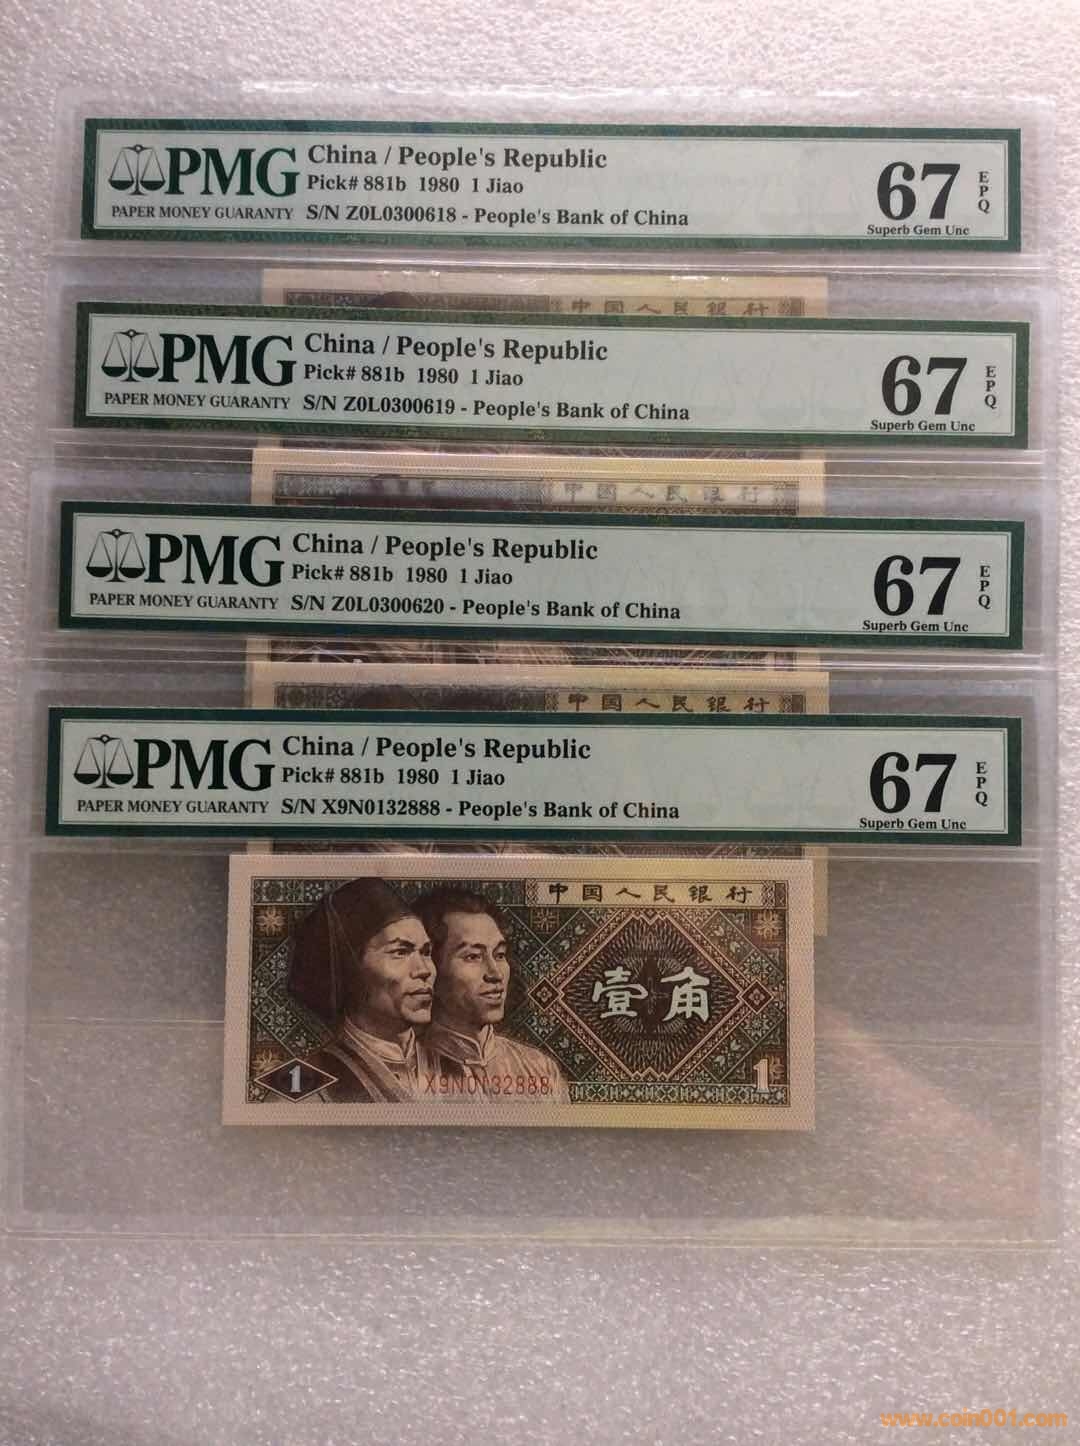 PMG
PAPER MONEY GUARANTY
China / People's Republic
Pick# 881b 1980 1 Jiao
S/N Z0L0300618 - People's Bank of China
67
EPQ
Superb Gem Unc
中国人民银行
PMG
PAPER MONEY GUARANTY
China / People's Republic
Pick# 881b 1980 1 Jiao
S/N Z0L0300619 - People's Bank of China
67
EPQ
Superb Gem Unc
中国人民银行
PMG
PAPER MONEY GUARANTY
China / People's Republic
Pick# 881b 1980 1 Jiao
S/N Z0L0300620 - People's Bank of China
67
EPQ
Superb Gem Unc
中国人民银行
PMG
PAPER MONEY GUARANTY
China / People's Republic
Pick# 881b 1980 1 Jiao
S/N X9N0132888 - People's Bank of China
67
EPQ
Superb Gem Unc
中国人民银行
壹角
1
X9N0132888
1
www.coin001.com